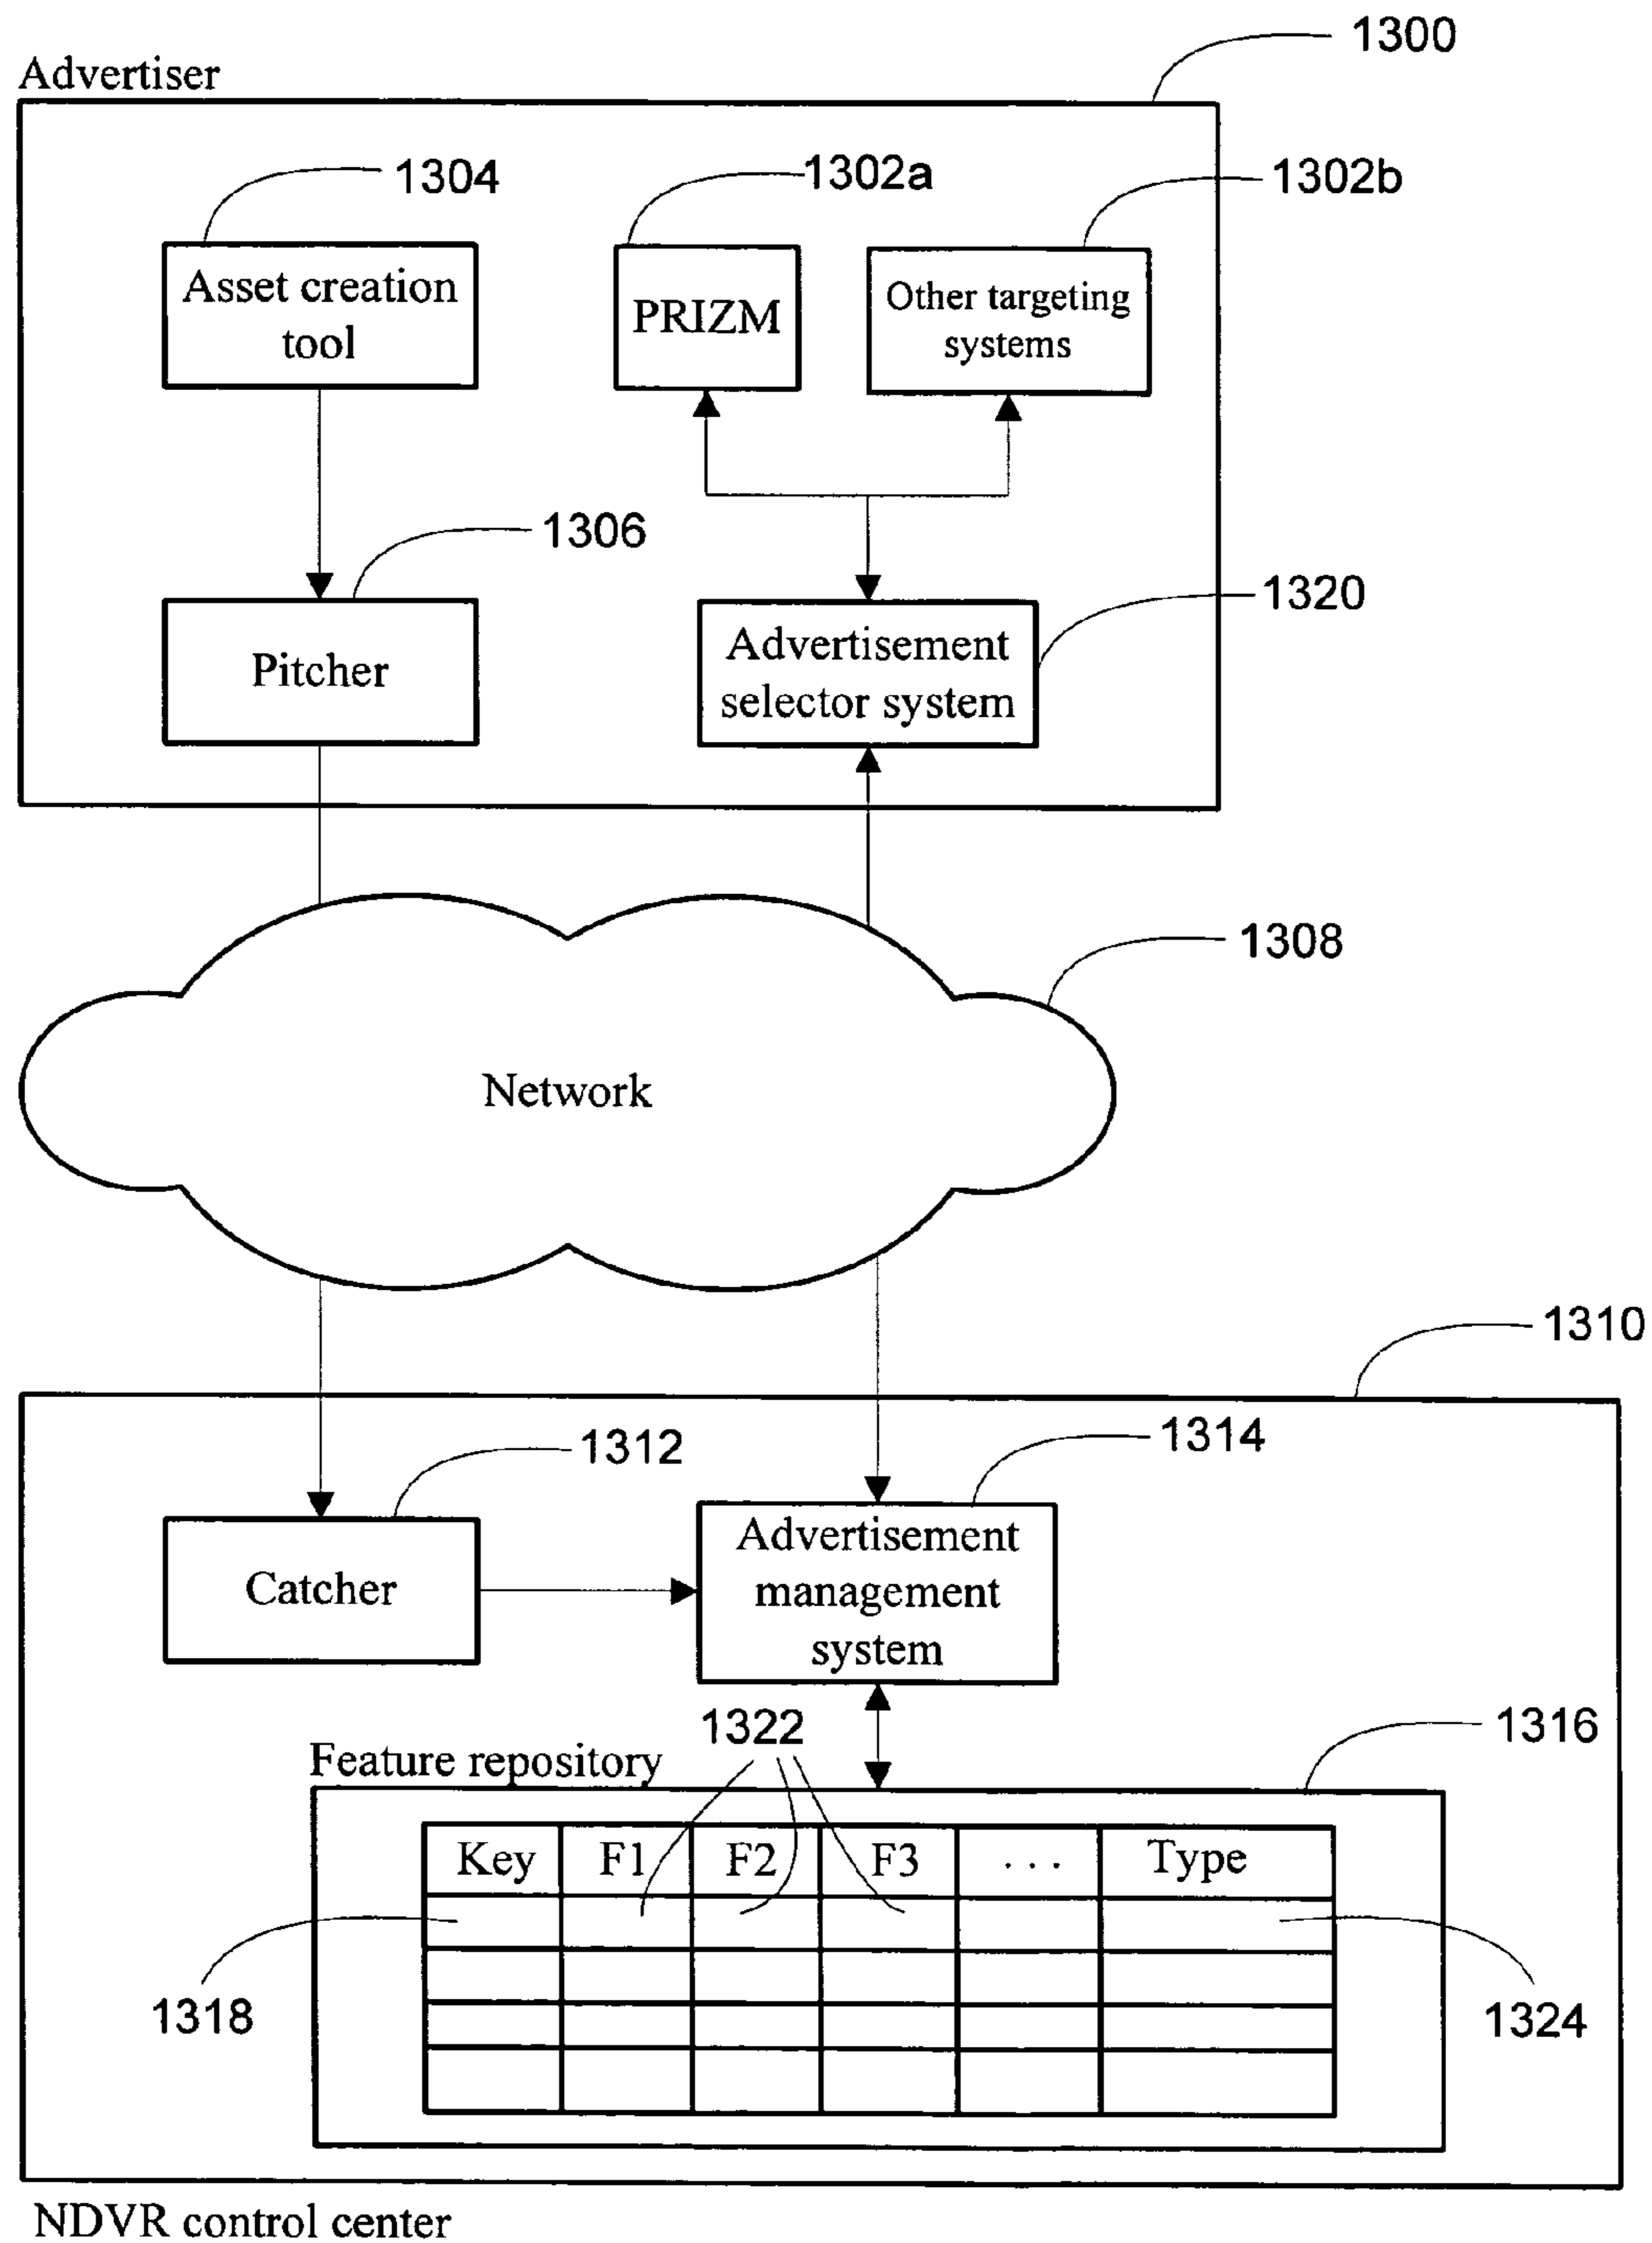 1300
Advertiser
1304
1302a
1302b
Asset creation
tool
PRIZM
Other targeting
systems
1306
1320
Pitcher
Advertisement
selector system
1308
Network
1310
1312
1314
Catcher
Advertisement
management
system
1322
1316
Feature repository
Key F1 F2 F3 ... Type
1318
1324
NDVR control center